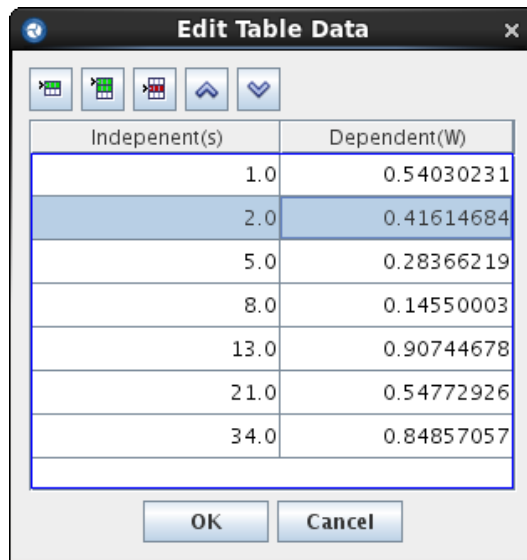 Edit Table Data
Indepenent(s) Dependent(W)
1.0 0.54030231
2.0 0.41614684
5.0 0.28366219
8.0 0.14550003
13.0 0.90744678
21.0 0.54772926
34.0 0.84857057
OK Cancel